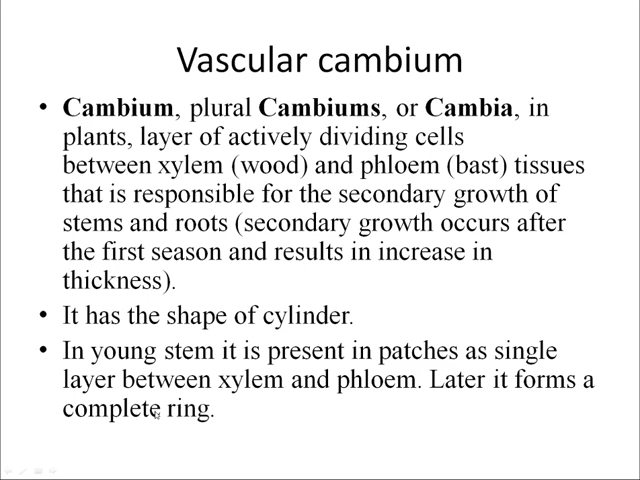 Vascular cambium
• Cambium, plural Cambiums, or Cambia, in
plants, layer of actively dividing cells
between xylem (wood) and phloem (bast) tissues
that is responsible for the secondary growth of
stems and roots (secondary growth occurs after
the first season and results in increase in
thickness).
• It has the shape of cylinder.
• In young stem it is present in patches as single
layer between xylem and phloem. Later it forms a
complete ring.